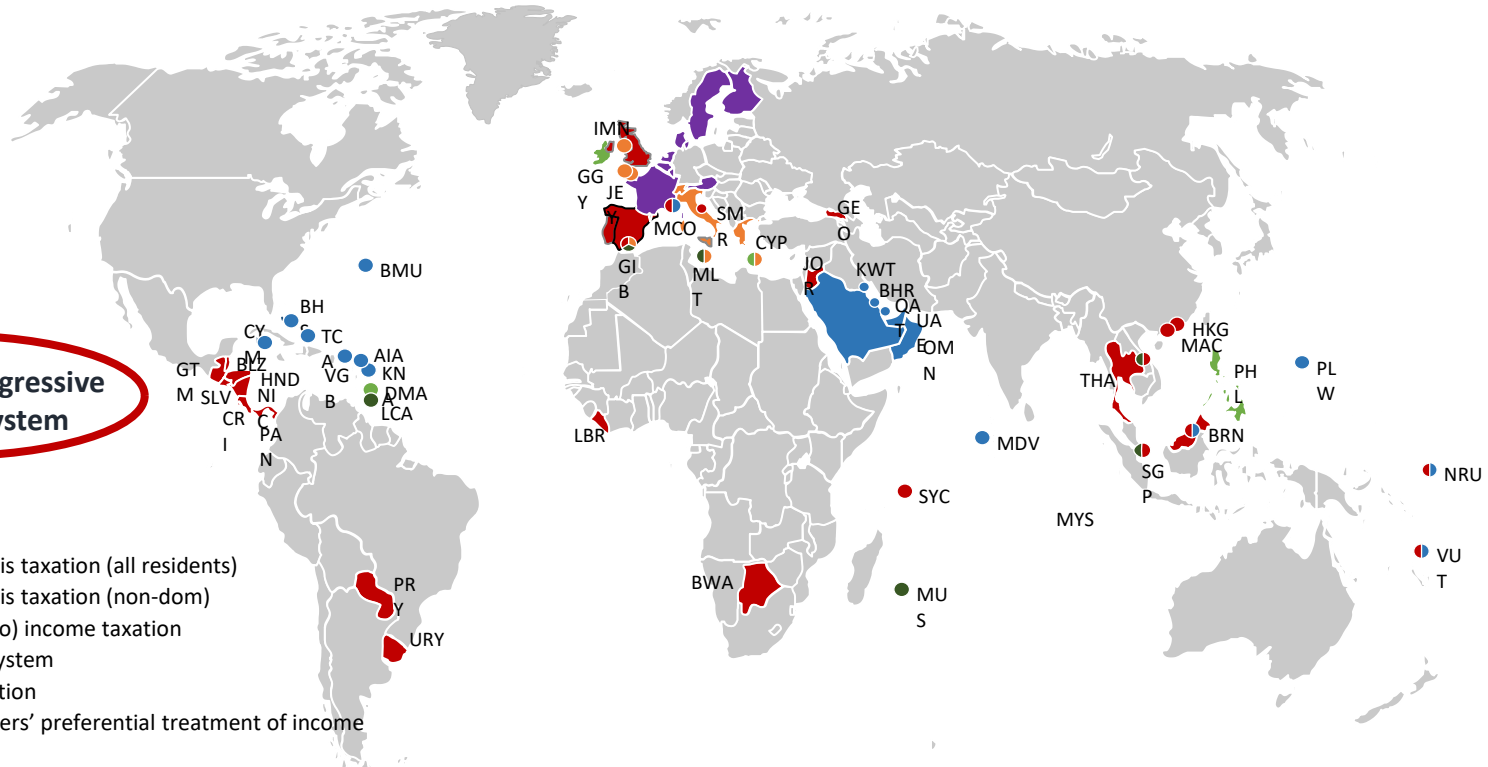 IMN
GG
Y
JE
Y
MCO
SM
R
GE
O
CYP
GI
B
ML
T
JO
R
KWT
BHR
QA
T
UA
E
OM
N
BMU
BH
S
TC
A
CY
M
AIA
KN
A
VG
B
DMA
LCA
GT
M
BLZ
HND
SLV
NI
C
CR
I
PA
N
gressive
ystem
HKG
MAC
THA
PH
L
PL
W
BRN
SG
P
MDV
NRU
LBR
SYC
MYS
VU
T
BWA
MU
S
PR
Y
URY
is taxation (all residents)
is taxation (non-dom)
o) income taxation
ystem
tion
ers’ preferential treatment of income